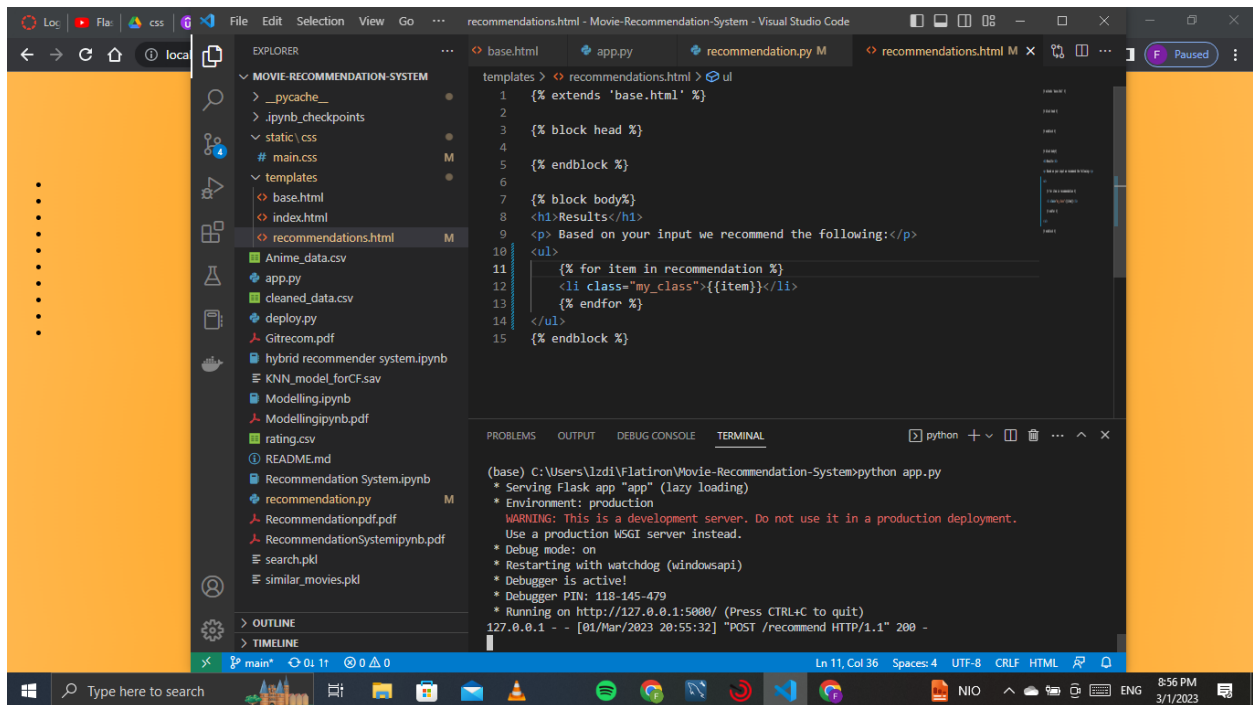 Loc
Fla:
css
File Edit Selection View Go ···
recommendations.html - Movie-Recommendation-System - Visual Studio Code
local
F Paused
EXPLORER
base.html
app.py
recommendation.py M
recommendations.html M
MOVIE-RECOMMENDATION-SYSTEM
templates > recommendations.html > ul
__pycache__
.ipynb_checkpoints
static\css
# main.css M
templates
base.html
index.html
recommendations.html M
Anime_data.csv
app.py
cleaned_data.csv
deploy.py
Gitrecom.pdf
hybrid recommender system.ipynb
KNN_model_forCF.sav
Modelling.ipynb
Modellingipynb.pdf
rating.csv
README.md
Recommendation System.ipynb
recommendation.py M
Recommendationpdf.pdf
RecommendationSystemipynb.pdf
search.pkl
similar_movies.pkl
OUTLINE
TIMELINE
4
1 {% extends 'base.html' %}
2
3 {% block head %}
4
5 {% endblock %}
6
7 {% block body%}
8 <h1>Results</h1>
9 <p> Based on your input we recommend the following:</p>
10 <ul>
11 {% for item in recommendation %}
12 <li class="my_class">{{item}}</li>
13 {% endfor %}
14 </ul>
15 {% endblock %}
PROBLEMS OUTPUT DEBUG CONSOLE TERMINAL
python
(base) C:\Users\lzdi\Flatiron\Movie-Recommendation-System>python app.py
* Serving Flask app "app" (lazy loading)
* Environment: production
WARNING: This is a development server. Do not use it in a production deployment.
Use a production WSGI server instead.
* Debug mode: on
* Restarting with watchdog (windowsapi)
* Debugger is active!
* Debugger PIN: 118-145-479
* Running on http://127.0.0.1:5000/ (Press CTRL+C to quit)
127.0.0.1 - - [01/Mar/2023 20:55:32] "POST /recommend HTTP/1.1" 200 -
main* 0↓ 1↑ 0 0
Ln 11, Col 36 Spaces: 4 UTF-8 CRLF HTML
Type here to search
NIO
ENG
8:56 PM
3/1/2023